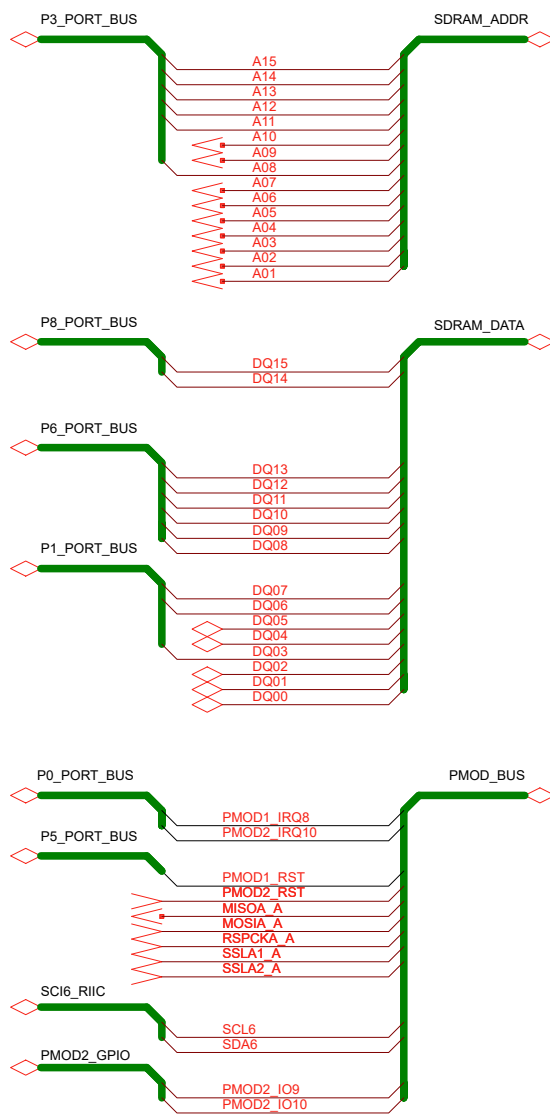 P3_PORT_BUS SDRAM_ADDR
A15
A14
A13
A12
A11
A10
A09
A08
A07
A06
A05
A04
A03
A02
A01
P8_PORT_BUS SDRAM_DATA
DQ15
DQ14
P6_PORT_BUS
DQ13
DQ12
DQ11
DQ10
DQ09
DQ08
P1_PORT_BUS
DQ07
DQ06
DQ05
DQ04
DQ03
DQ02
DQ01
DQ00
P0_PORT_BUS PMOD_BUS
PMOD1_IRQ8
PMOD2_IRQ10
P5_PORT_BUS
PMOD1_RST
PMOD2_RST
MISOA_A
MOSIA_A
RSPCKA_A
SSLA1_A
SSLA2_A
SCI6_RIIC
SCL6
SDA6
PMOD2_GPIO
PMOD2_IO9
PMOD2_IO10